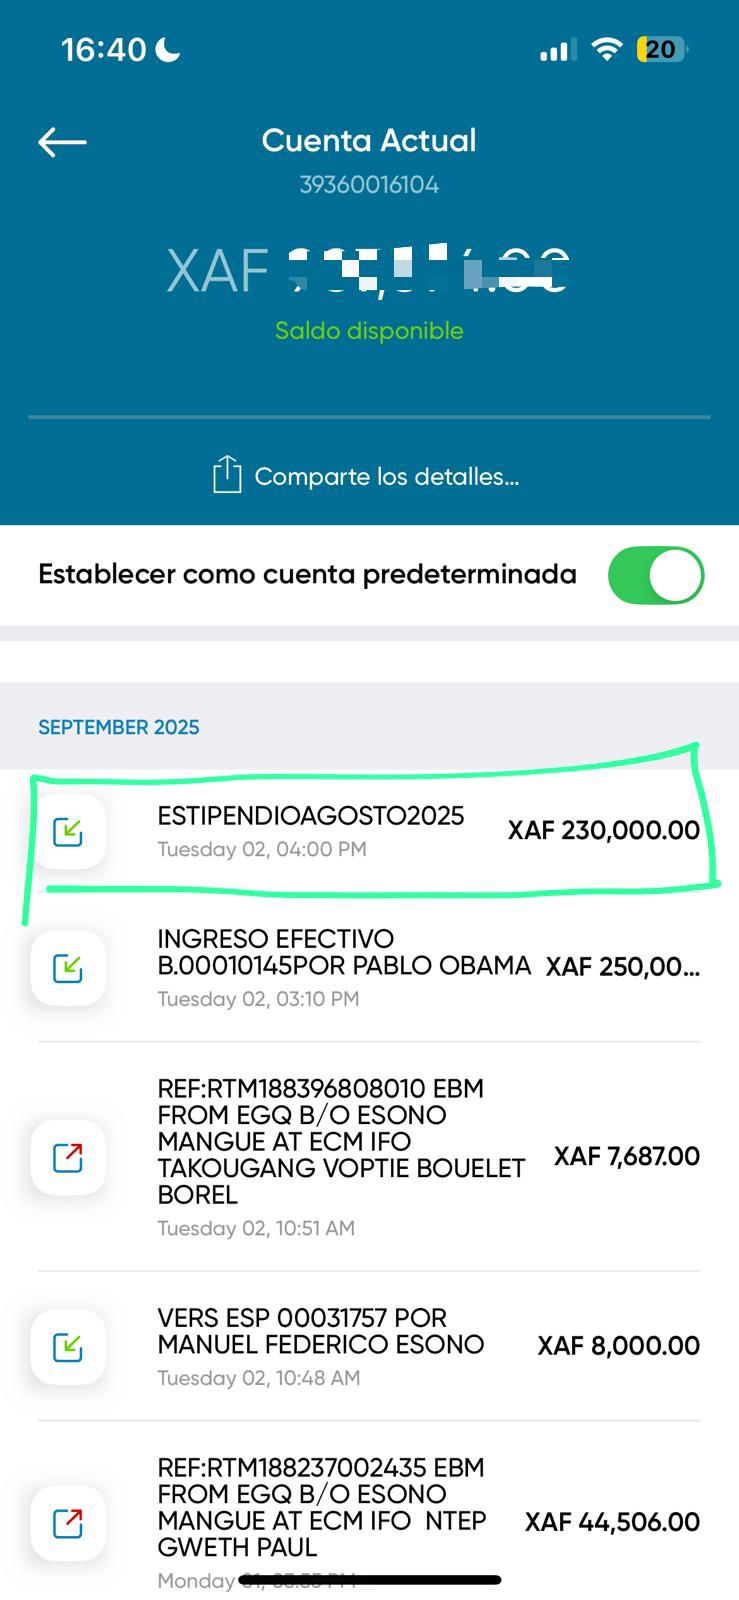 16:40
20
Cuenta Actual
39360016104
XAF
Saldo disponible
Comparte los detalles...
Establecer como cuenta predeterminada
SEPTEMBER 2025
ESTIPENDIOAGOSTO2025
XAF 230,000.00
Tuesday 02, 04:00 PM
INGRESO EFECTIVO
B.00010145POR PABLO OBAMA
XAF 250,00...
Tuesday 02, 03:10 PM
REF:RTM188396808010 EBM
FROM EGQ B/O ESONO
MANGUE AT ECM IFO
TAKOUGANG VOPTIE BOUELET
BOREL
XAF 7,687.00
Tuesday 02, 10:51 AM
VERS ESP 00031757 POR
MANUEL FEDERICO ESONO
XAF 8,000.00
Tuesday 02, 10:48 AM
REF:RTM188237002435 EBM
FROM EGQ B/O ESONO
MANGUE AT ECM IFO  NTEP
GWETH PAUL
XAF 44,506.00
Monday